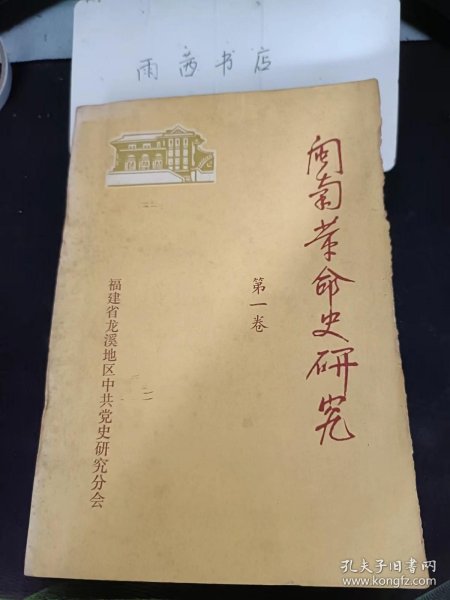 雨茜书店
闽南革命史研究
第一卷
福建省龙溪地区中共党史研究分会
孔夫子旧书网
www.kongfz.com